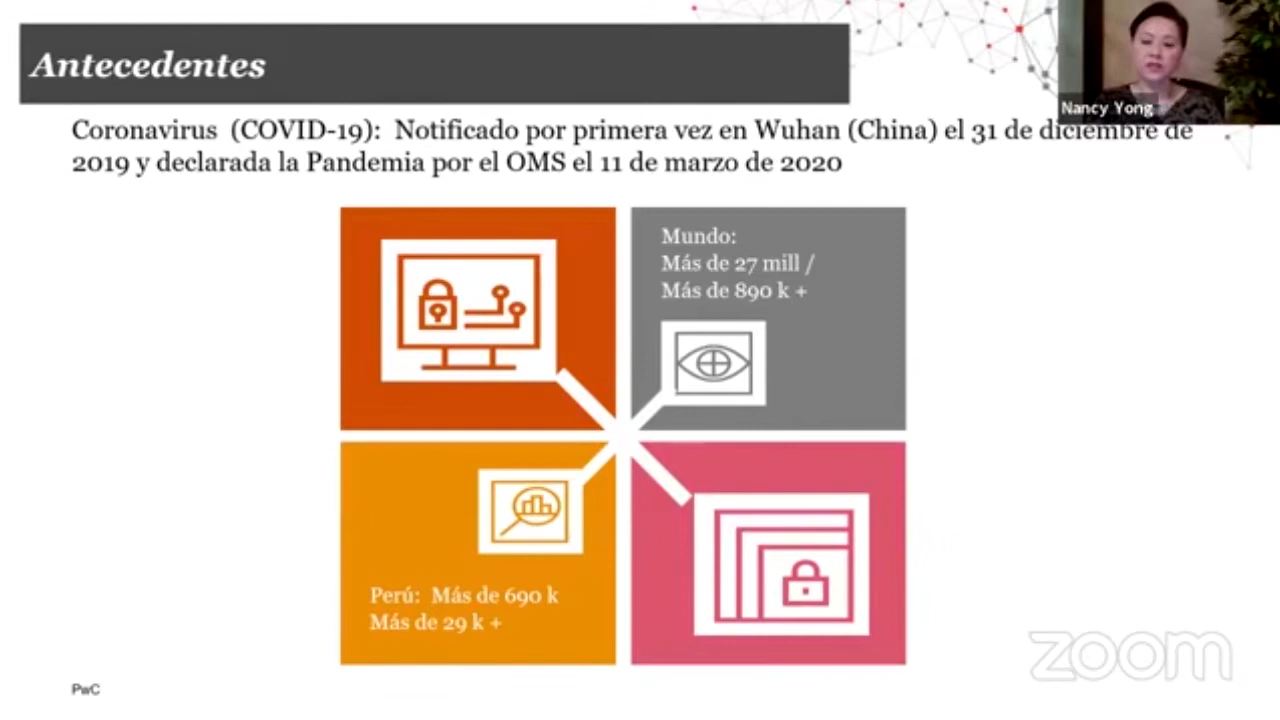 Antecedentes
Nancy Yong
Coronavirus (COVID-19): Notificado por primera vez en Wuhan (China) el 31 de diciembre de
2019 y declarada la Pandemia por el OMS el 11 de marzo de 2020
Mundo:
Más de 27 mill /
Más de 890 k +
Perú: Más de 690 k
Más de 29 k +
zoom
PwC